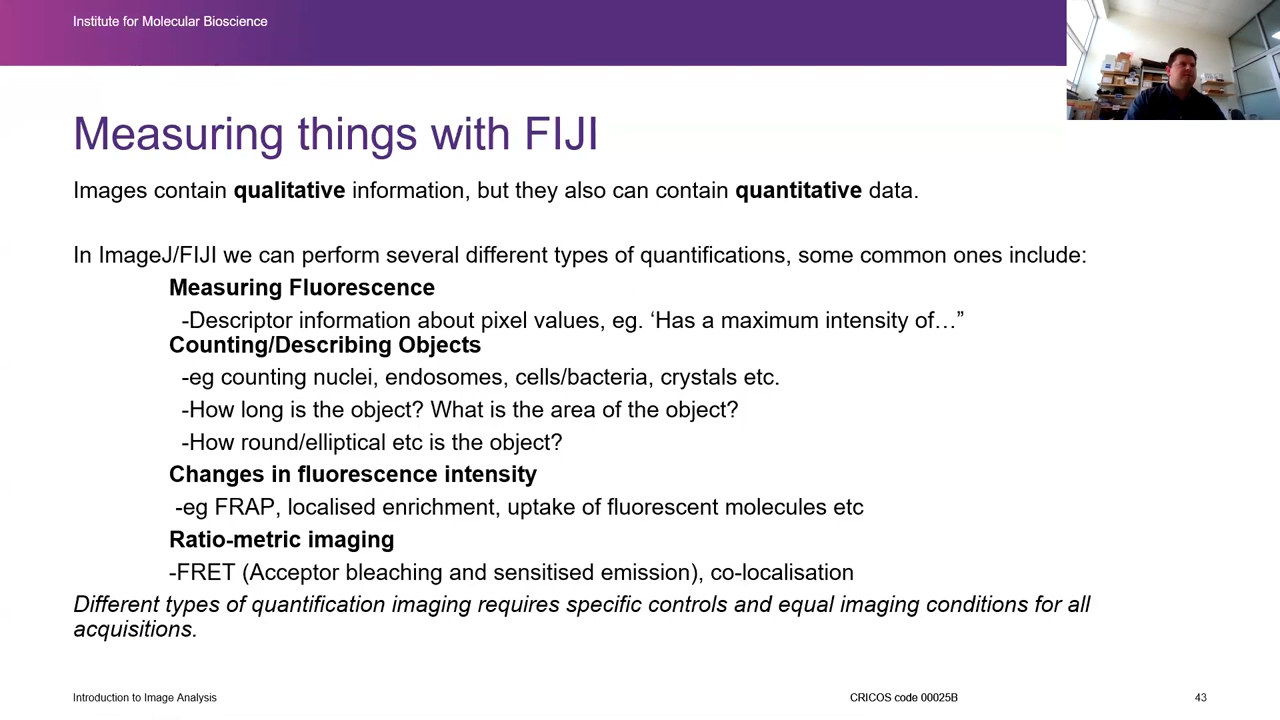 Institute for Molecular Bioscience
Measuring things with FIJI
Images contain qualitative information, but they also can contain quantitative data.
In ImageJ/FIJI we can perform several different types of quantifications, some common ones include:
Measuring Fluorescence
-Descriptor information about pixel values, eg. ‘Has a maximum intensity of…”
Counting/Describing Objects
-eg counting nuclei, endosomes, cells/bacteria, crystals etc.
-How long is the object? What is the area of the object?
-How round/elliptical etc is the object?
Changes in fluorescence intensity
-eg FRAP, localised enrichment, uptake of fluorescent molecules etc
Ratio-metric imaging
-FRET (Acceptor bleaching and sensitised emission), co-localisation
Different types of quantification imaging requires specific controls and equal imaging conditions for all
acquisitions.
Introduction to Image Analysis
CRICOS code 00025B
43